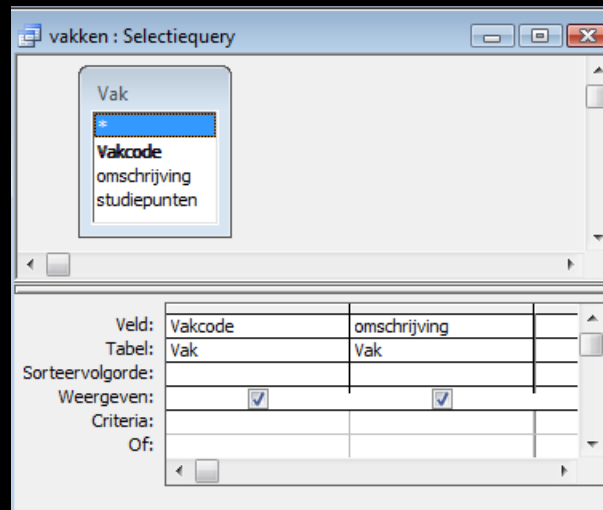 vakken : Selectiequery
Vak
*
Vakcode
omschrijving
studiepunten
Veld: Vakcode omschrijving
Tabel: Vak Vak
Sorteervolgorde:
Weergeven:
Criteria:
Of: